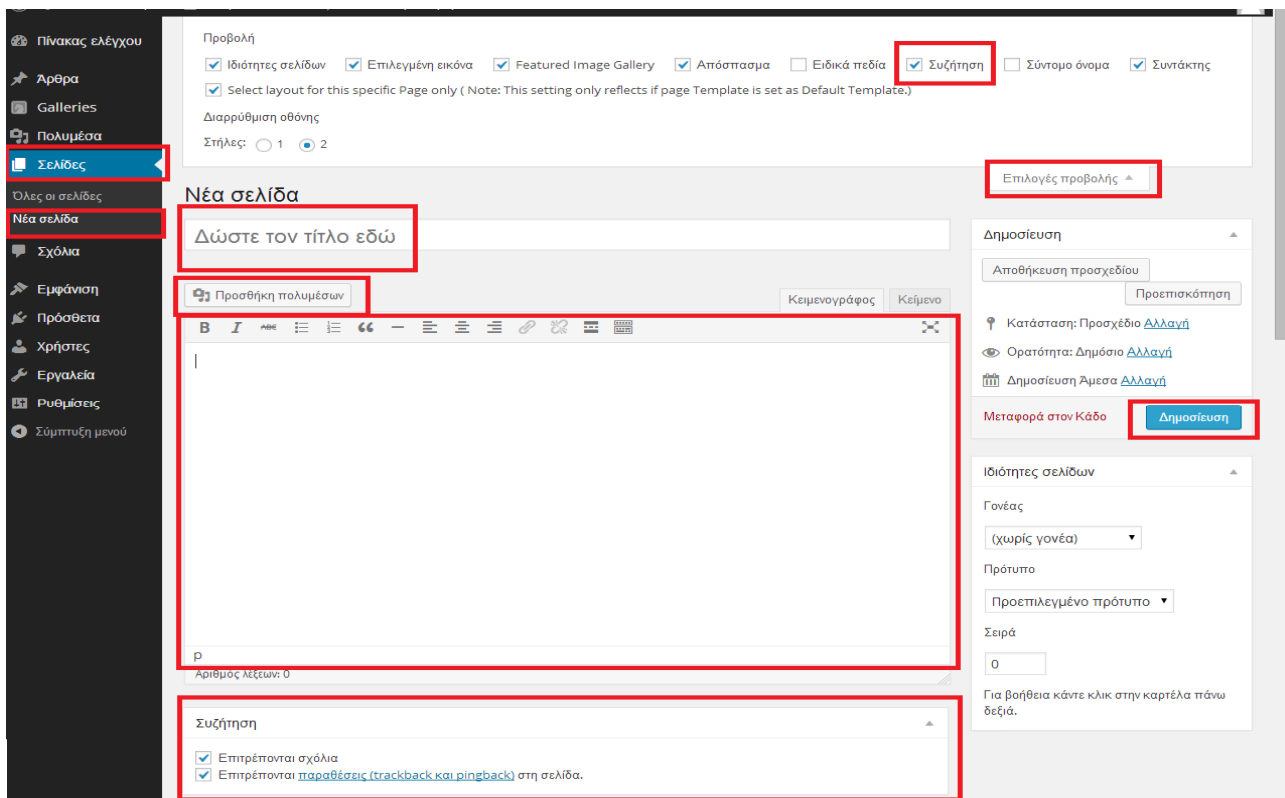 Πίνακας ελέγχου
Άρθρα
Galleries
Πολυμέσα
Σελίδες
Όλες οι σελίδες
Νέα σελίδα
Σχόλια
Εμφάνιση
Πρόσθετα
Χρήστες
Εργαλεία
Ρυθμίσεις
Σύμπτυξη μενού
Προβολή
Ιδιότητες σελίδων Επιλεγμένη εικόνα Featured Image Gallery Απόσπασμα Ειδικά πεδία Συζήτηση Σύντομο όνομα Συντάκτης
Select layout for this specific Page only ( Note: This setting only reflects if page Template is set as Default Template.)
Διαρρύθμιση οθόνης
Στήλες: 1 2
Επιλογές προβολής
Νέα σελίδα
Δώστε τον τίτλο εδώ
Προσθήκη πολυμέσων
Κειμενογράφος Κείμενο
B I ABC
p
Αριθμός λέξεων: 0
Συζήτηση
Επιτρέπονται σχόλια
Επιτρέπονται παραθέσεις (trackback και pingback) στη σελίδα.
Δημοσίευση
Αποθήκευση προσχεδίου
Προεπισκόπηση
Κατάσταση: Προσχέδιο Αλλαγή
Ορατότητα: Δημόσιο Αλλαγή
Δημοσίευση Άμεσα Αλλαγή
Μεταφορά στον Κάδο Δημοσίευση
Ιδιότητες σελίδων
Γονέας
(χωρίς γονέα)
Πρότυπο
Προεπιλεγμένο πρότυπο
Σειρά
0
Για βοήθεια κάντε κλικ στην καρτέλα πάνω
δεξιά.